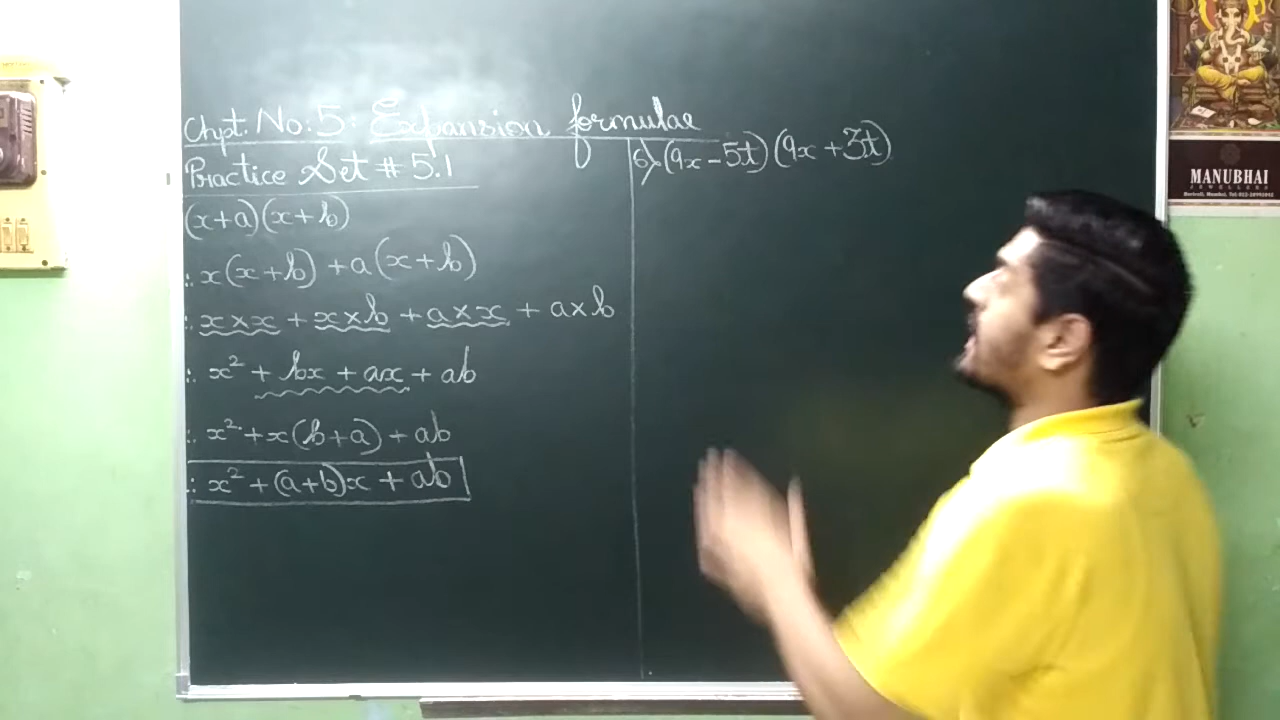 Chpt. No: 5: Expansion formulae
Practice Set # 5.1
(x+a)(x+b)
∴ x(x+b) + a(x+b)
∴ x×x + x×b + a×x + a×b
∴ x² + bx + ax + ab
∴ x² + x(b+a) + ab
∴ x² + (a+b)x + ab
6) (9x - 5t)(9x + 3t)
MANUBHAI
JEWELLERS